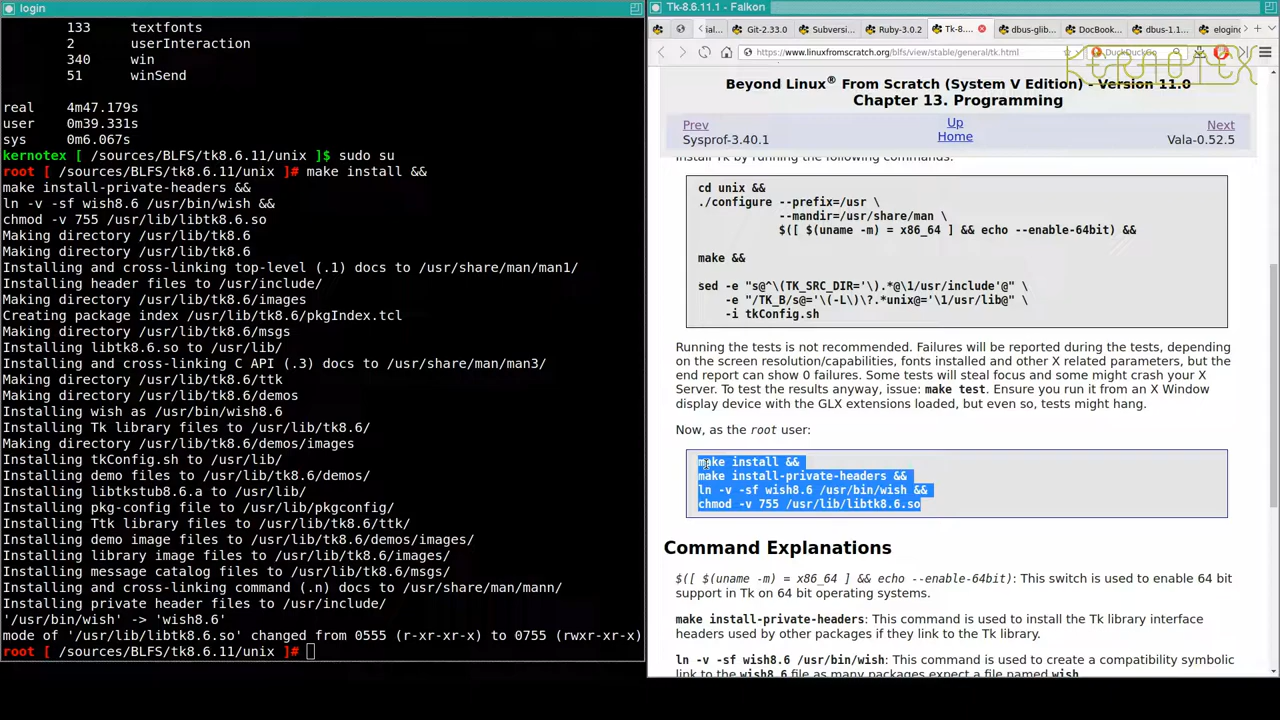 login
133 textfonts
2 userInteraction
340 win
51 winSend
real 4m47.179s
user 0m39.331s
sys 0m6.067s
kernotex [ /sources/BLFS/tk8.6.11/unix ]$ sudo su
root [ /sources/BLFS/tk8.6.11/unix ]# make install &&
make install-private-headers &&
ln -v -sf wish8.6 /usr/bin/wish &&
chmod -v 755 /usr/lib/libtk8.6.so
Making directory /usr/lib/tk8.6
Making directory /usr/lib/tk8.6
Installing and cross-linking top-level (.1) docs to /usr/share/man/man1/
Installing header files to /usr/include/
Making directory /usr/lib/tk8.6/images
Creating package index /usr/lib/tk8.6/pkgIndex.tcl
Making directory /usr/lib/tk8.6/msgs
Installing libtk8.6.so to /usr/lib/
Installing and cross-linking C API (.3) docs to /usr/share/man/man3/
Making directory /usr/lib/tk8.6/ttk
Making directory /usr/lib/tk8.6/demos
Installing wish as /usr/bin/wish8.6
Installing Tk library files to /usr/lib/tk8.6/
Making directory /usr/lib/tk8.6/demos/images
Installing tkConfig.sh to /usr/lib/
Installing demo files to /usr/lib/tk8.6/demos/
Installing libtkstub8.6.a to /usr/lib/
Installing pkg-config file to /usr/lib/pkgconfig/
Installing Ttk library files to /usr/lib/tk8.6/ttk/
Installing demo image files to /usr/lib/tk8.6/demos/images/
Installing library image files to /usr/lib/tk8.6/images/
Installing message catalog files to /usr/lib/tk8.6/msgs/
Installing and cross-linking command (.n) docs to /usr/share/man/mann/
Installing private header files to /usr/include/
'/usr/bin/wish' -> 'wish8.6'
mode of '/usr/lib/libtk8.6.so' changed from 0555 (r-xr-xr-x) to 0755 (rwxr-xr-x)
root [ /sources/BLFS/tk8.6.11/unix ]#
Tk-8.6.11.1 - Falkon
ial... Git-2.33.0 Subversi... Ruby-3.0.2 Tk-8.... dbus-glib... DocBook... dbus-1.1... eloginc
https://www.linuxfromscratch.org/blfs/view/stable/general/tk.html DuckDuckGo
KERNOTEX
Beyond Linux® From Scratch (System V Edition) - Version 11.0
Chapter 13. Programming
Prev Up Next
Sysprof-3.40.1 Home Vala-0.52.5
Install Tk by running the following commands:
cd unix &&
./configure --prefix=/usr \
--mandir=/usr/share/man \
$([ $(uname -m) = x86_64 ] && echo --enable-64bit) &&
make &&
sed -e "s@^\(TK_SRC_DIR='\).*@\1/usr/include'@" \
-e "/TK_B/s@='\(-L\)\?.*unix@='\1/usr/lib@" \
-i tkConfig.sh
Running the tests is not recommended. Failures will be reported during the tests, depending
on the screen resolution/capabilities, fonts installed and other X related parameters, but the
end report can show 0 failures. Some tests will steal focus and some might crash your X
Server. To test the results anyway, issue: make test. Ensure you run it from an X Window
display device with the GLX extensions loaded, but even so, tests might hang.
Now, as the root user:
make install &&
make install-private-headers &&
ln -v -sf wish8.6 /usr/bin/wish &&
chmod -v 755 /usr/lib/libtk8.6.so
Command Explanations
$([ $(uname -m) = x86_64 ] && echo --enable-64bit): This switch is used to enable 64 bit
support in Tk on 64 bit operating systems.
make install-private-headers: This command is used to install the Tk library interface
headers used by other packages if they link to the Tk library.
ln -v -sf wish8.6 /usr/bin/wish: This command is used to create a compatibility symbolic
link to the wish8.6 file as many packages expect a file named wish